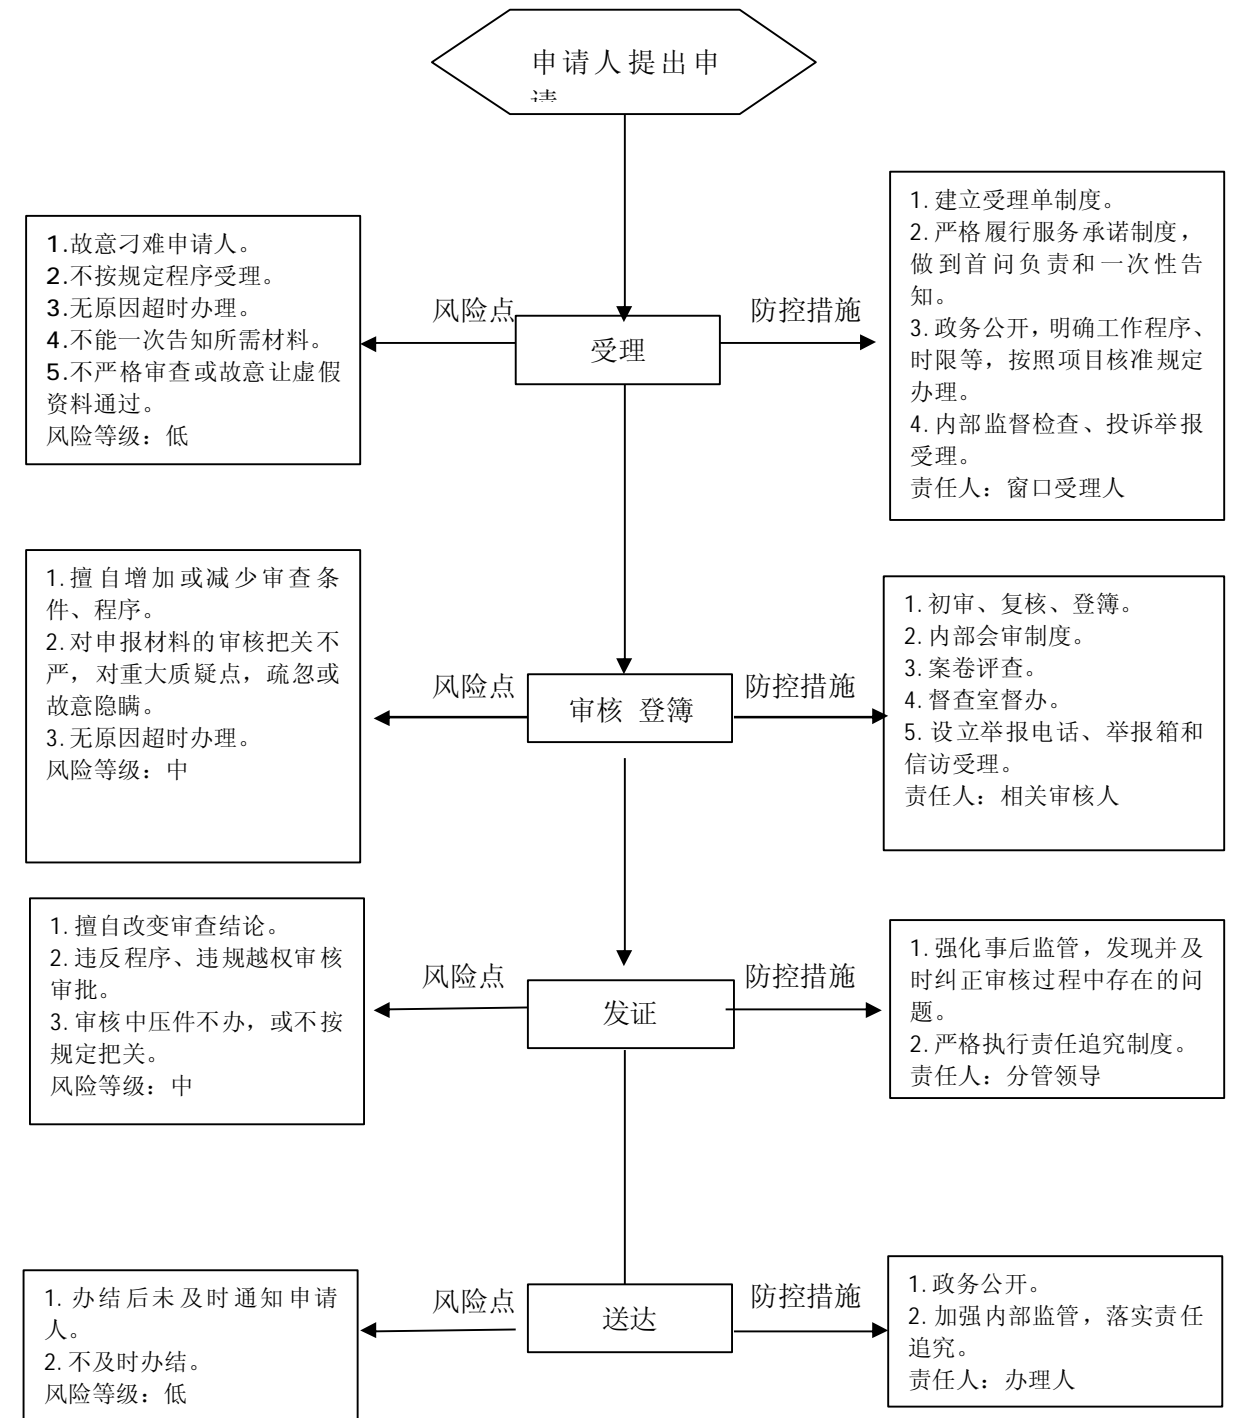 申请人提出申
1.故意刁难申请人。
2.不按规定程序受理。
3.无原因超时办理。
4.不能一次告知所需材料。
5.不严格审查或故意让虚假
资料通过。
风险等级：低
风险点
受理
防控措施
1.建立受理单制度。
2.严格履行服务承诺制度，
做到首问负责和一次性告
知。
3.政务公开，明确工作程序、
时限等，按照项目核准规定
办理。
4.内部监督检查、投诉举报
受理。
责任人：窗口受理人
1.擅自增加或减少审查条
件、程序。
2.对申报材料的审核把关不
严，对重大质疑点，疏忽或
故意隐瞒。
3.无原因超时办理。
风险等级：中
风险点
审核 登簿
防控措施
1.初审、复核、登簿。
2.内部会审制度。
3.案卷评查。
4.督查室督办。
5.设立举报电话、举报箱和
信访受理。
责任人：相关审核人
1.擅自改变审查结论。
2.违反程序、违规越权审核
审批。
3.审核中压件不办，或不按
规定把关。
风险等级：中
风险点
发证
防控措施
1.强化事后监管，发现并及
时纠正审核过程中存在的问
题。
2.严格执行责任追究制度。
责任人：分管领导
1.办结后未及时通知申请
人。
2.不及时办结。
风险等级：低
风险点
送达
防控措施
1.政务公开。
2.加强内部监管，落实责任
追究。
责任人：办理人